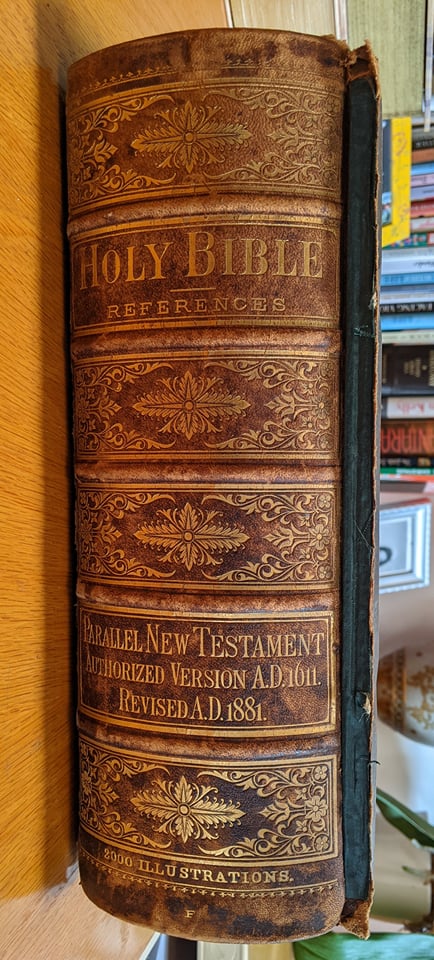 HOLY BIBLE
REFERENCES
PARALLEL NEW TESTAMENT
AUTHORIZED VERSION A.D. 1611.
REVISED A.D. 1881.
2000 ILLUSTRATIONS.
F